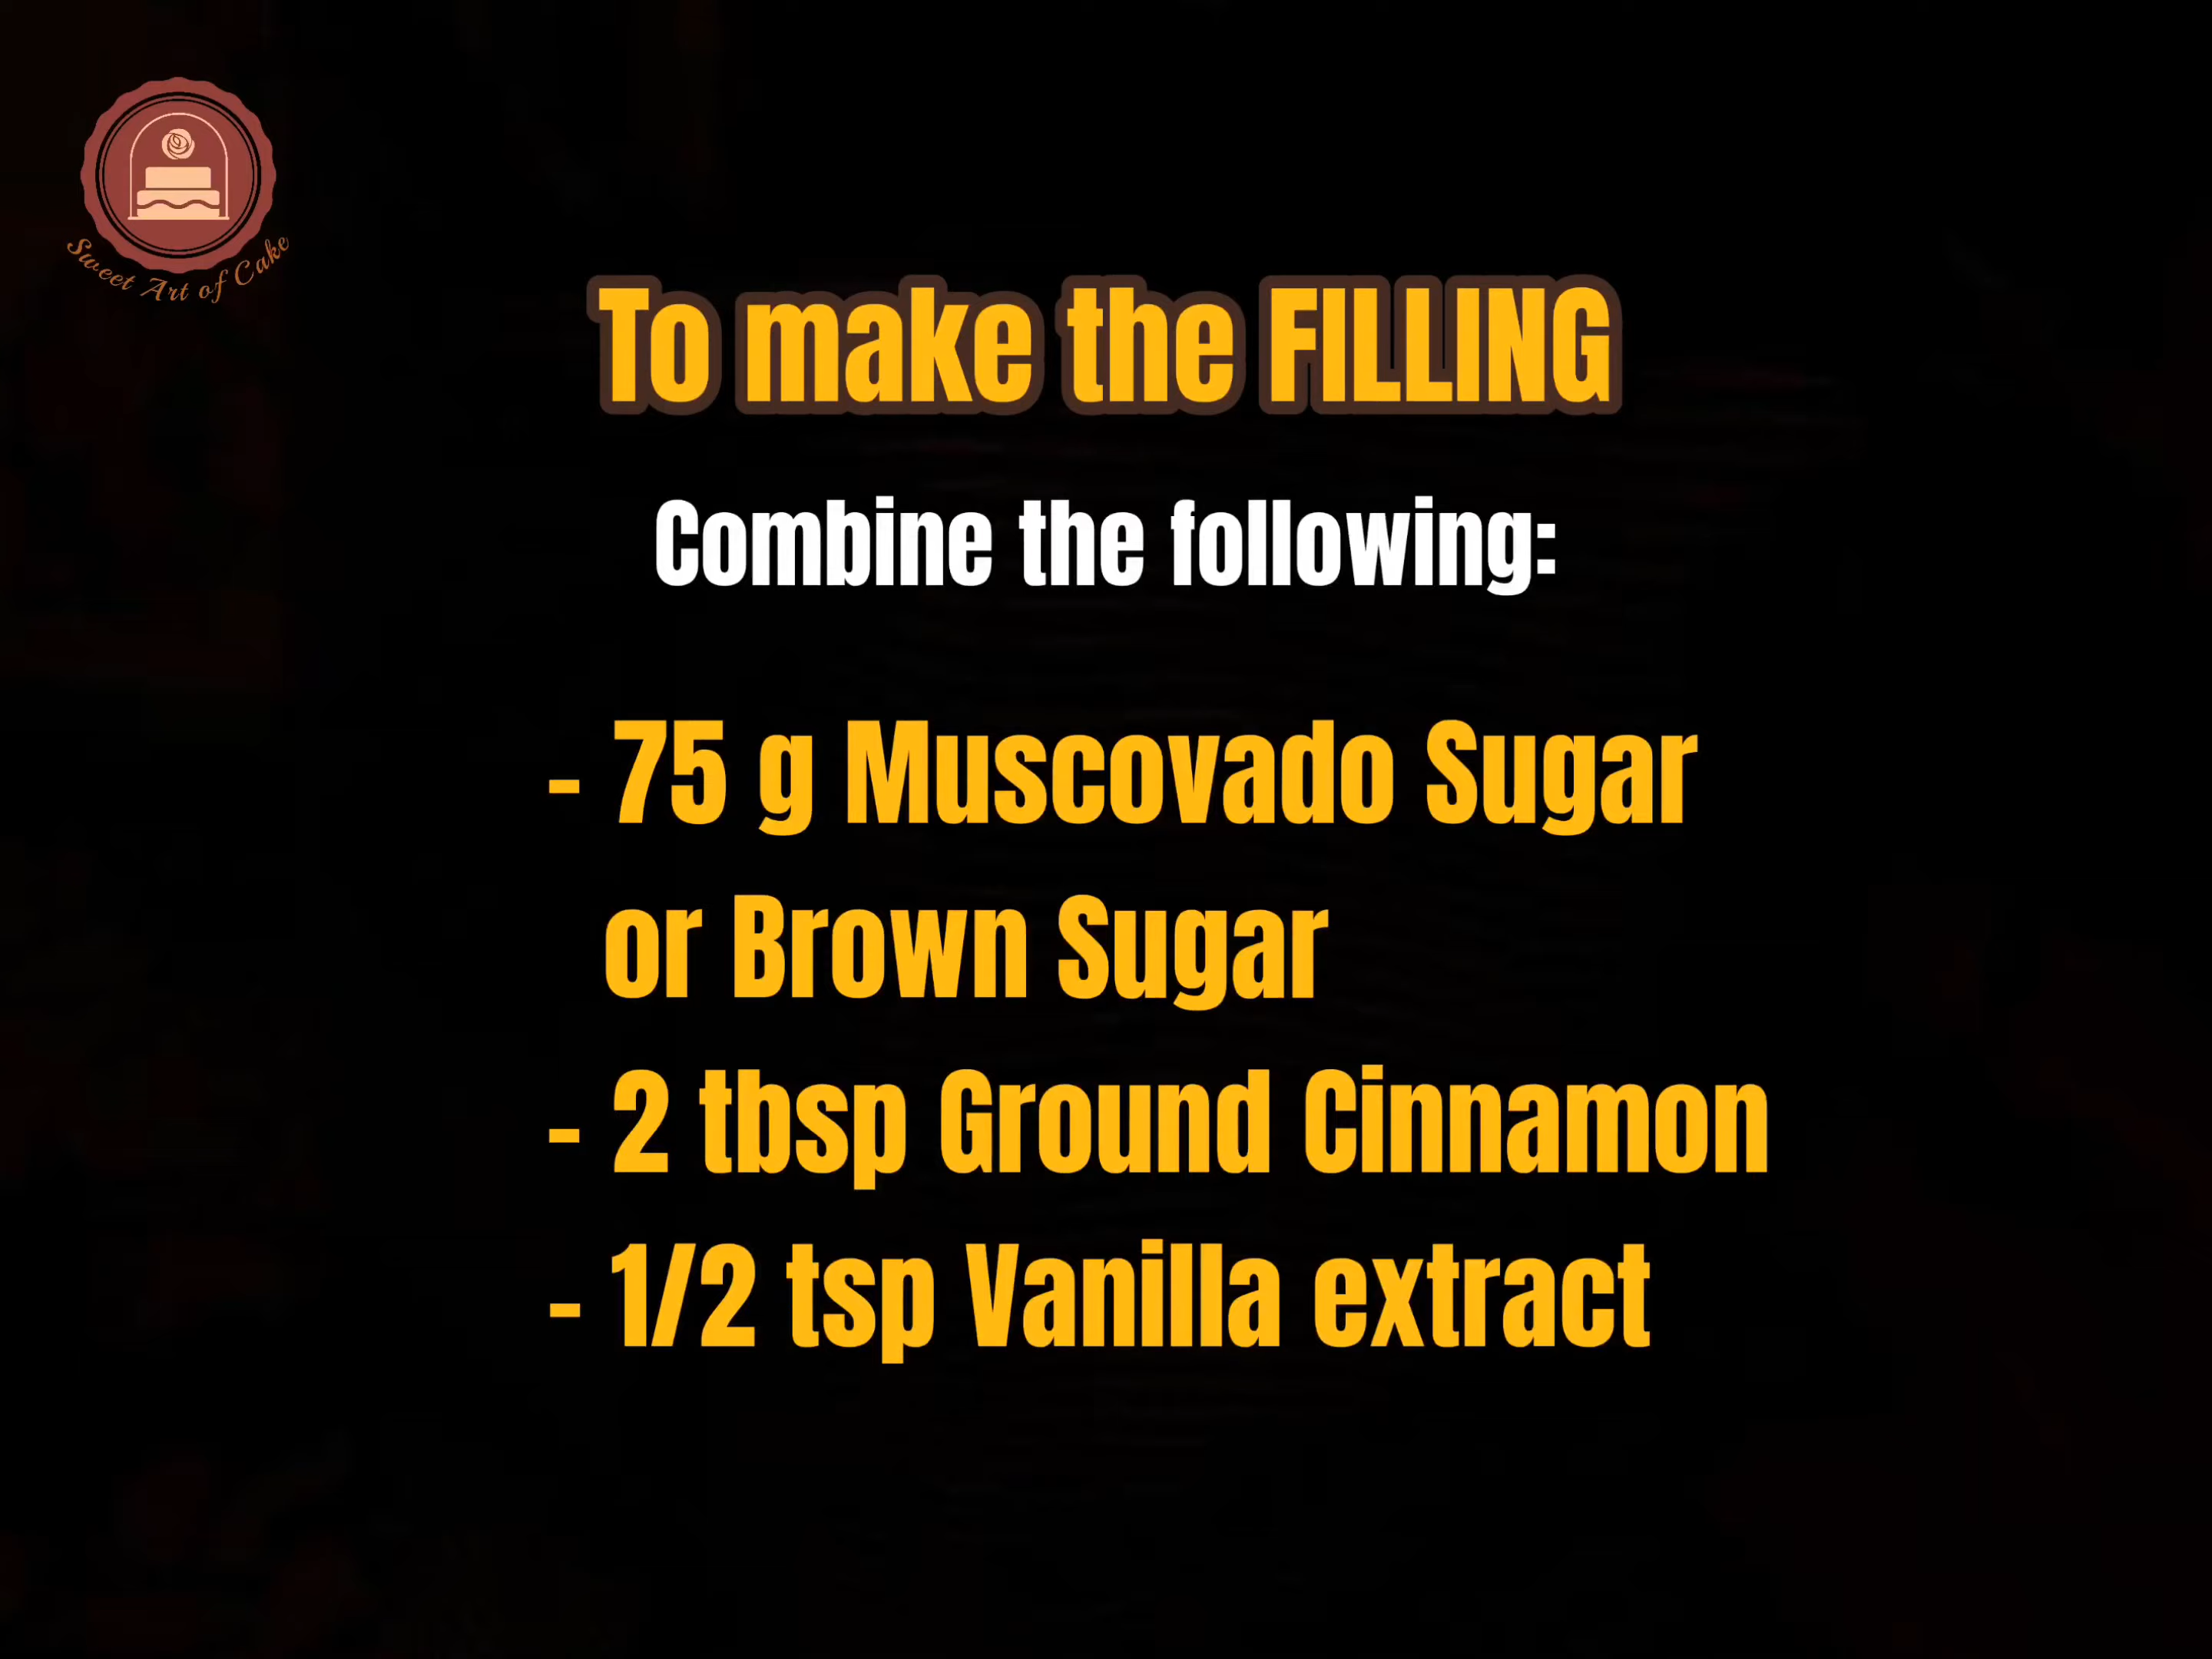 Sweet Art of Cake
To make the FILLING
Combine the following:
- 75 g Muscovado Sugar
or Brown Sugar
- 2 tbsp Ground Cinnamon
- 1/2 tsp Vanilla extract